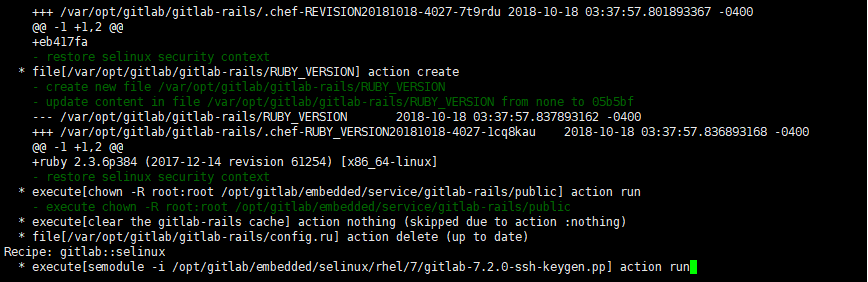 +++ /var/opt/gitlab/gitlab-rails/.chef-REVISION20181018-4027-7t9rdu 2018-10-18 03:37:57.801893367 -0400
@@ -1 +1,2 @@
+eb417fa
- restore selinux security context
* file[/var/opt/gitlab/gitlab-rails/RUBY_VERSION] action create
- create new file /var/opt/gitlab/gitlab-rails/RUBY_VERSION
- update content in file /var/opt/gitlab/gitlab-rails/RUBY_VERSION from none to 05b5bf
--- /var/opt/gitlab/gitlab-rails/RUBY_VERSION 2018-10-18 03:37:57.837893162 -0400
+++ /var/opt/gitlab/gitlab-rails/.chef-RUBY_VERSION20181018-4027-1cq8kau 2018-10-18 03:37:57.836893168 -0400
@@ -1 +1,2 @@
+ruby 2.3.6p384 (2017-12-14 revision 61254) [x86_64-linux]
- restore selinux security context
* execute[chown -R root:root /opt/gitlab/embedded/service/gitlab-rails/public] action run
- execute chown -R root:root /opt/gitlab/embedded/service/gitlab-rails/public
* execute[clear the gitlab-rails cache] action nothing (skipped due to action :nothing)
* file[/var/opt/gitlab/gitlab-rails/config.ru] action delete (up to date)
Recipe: gitlab::selinux
* execute[semodule -i /opt/gitlab/embedded/selinux/rhel/7/gitlab-7.2.0-ssh-keygen.pp] action run